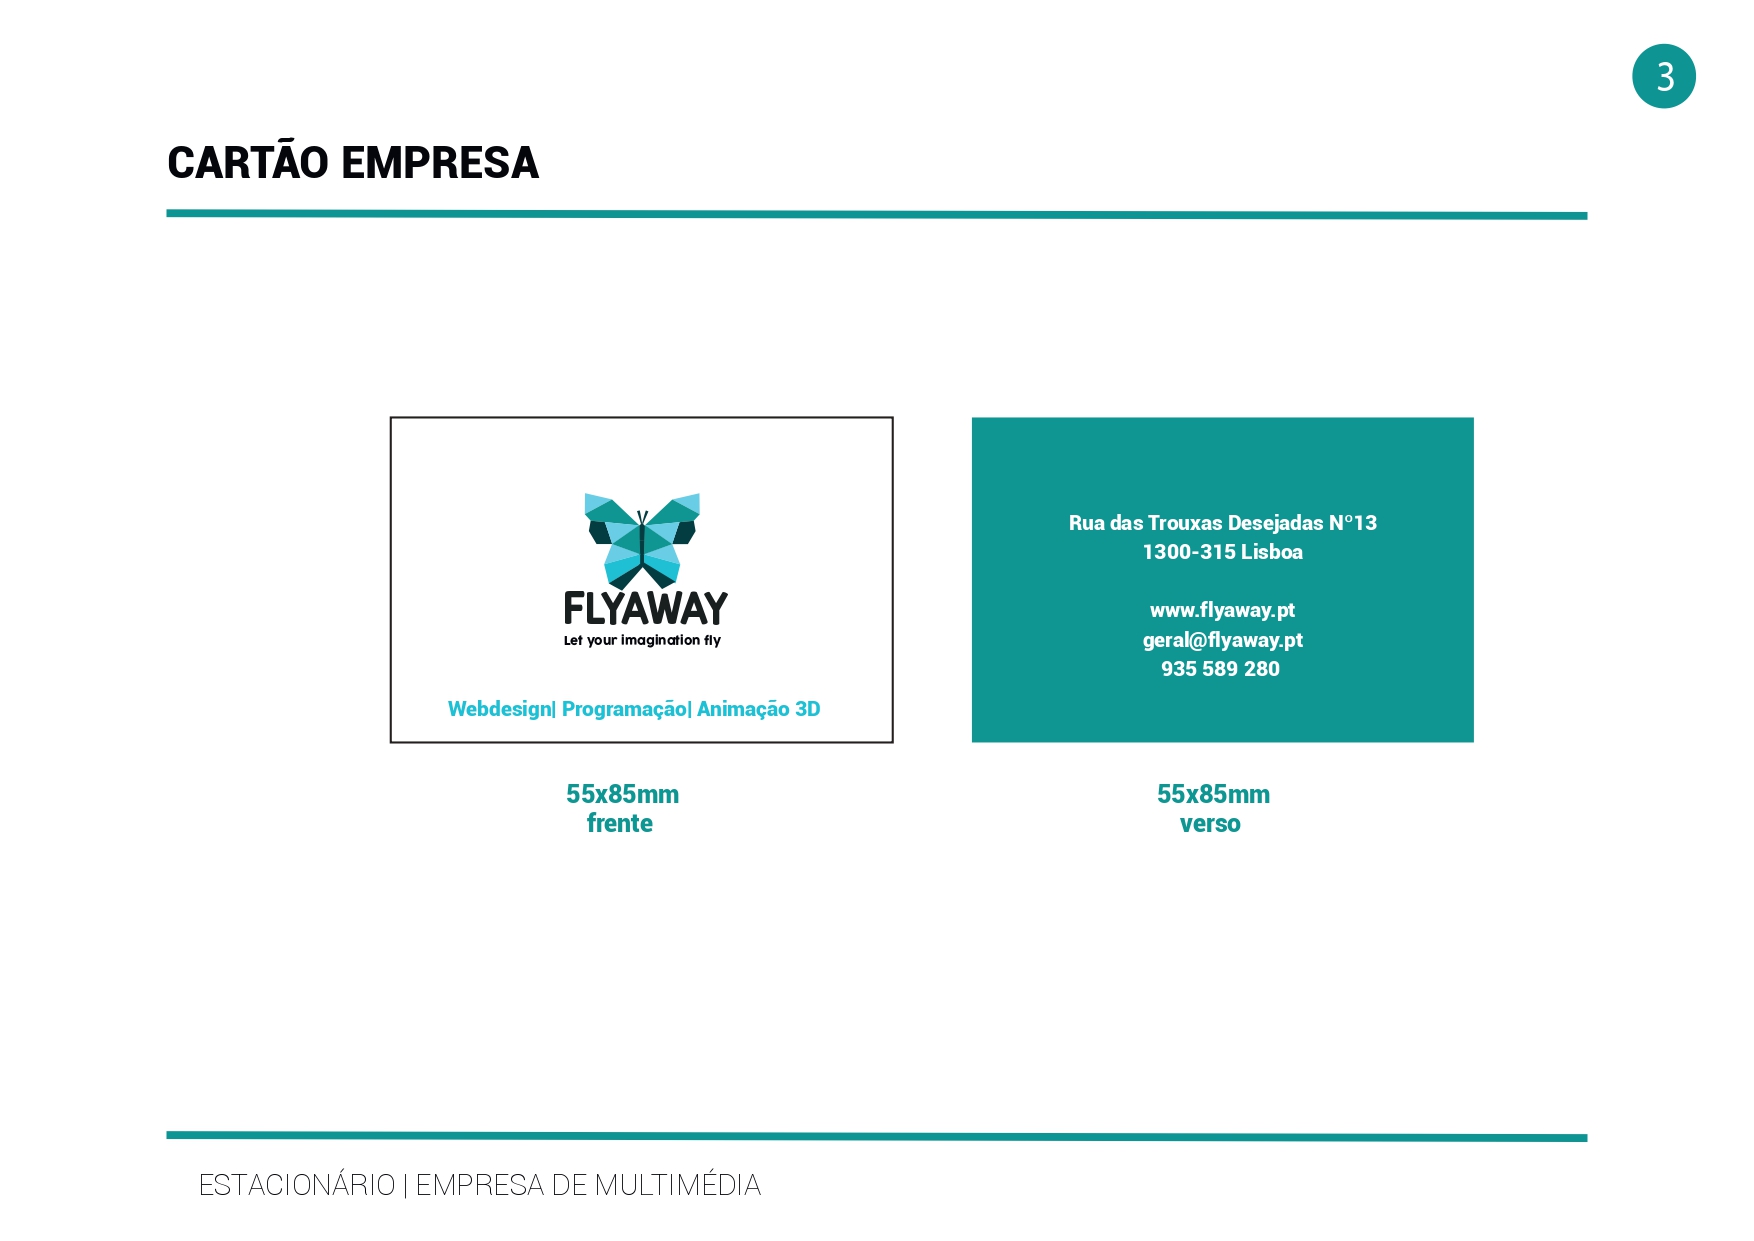 3
CARTÃO EMPRESA
FLYAWAY
Let your imagination fly
Webdesign| Programação| Animação 3D
55x85mm
frente
Rua das Trouxas Desejadas Nº13
1300-315 Lisboa
www.flyaway.pt
geral@flyaway.pt
935 589 280
55x85mm
verso
ESTACIONÁRIO | EMPRESA DE MULTIMÉDIA